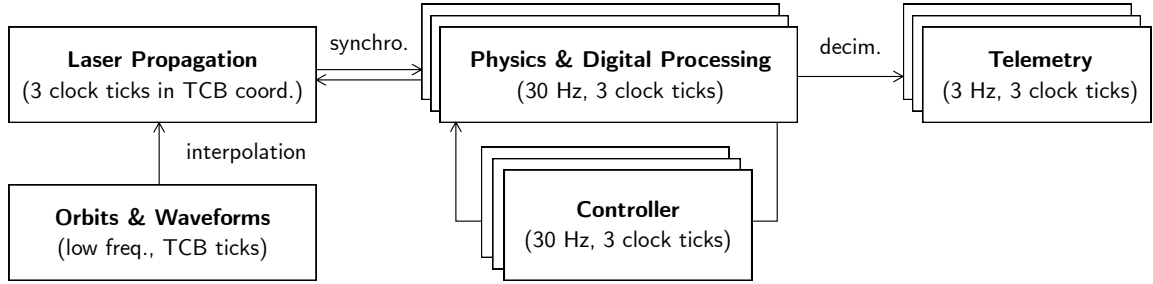 Laser Propagation
(3 clock ticks in TCB coord.)
synchro.
Physics & Digital Processing
(30 Hz, 3 clock ticks)
decim.
Telemetry
(3 Hz, 3 clock ticks)
interpolation
Orbits & Waveforms
(low freq., TCB ticks)
Controller
(30 Hz, 3 clock ticks)